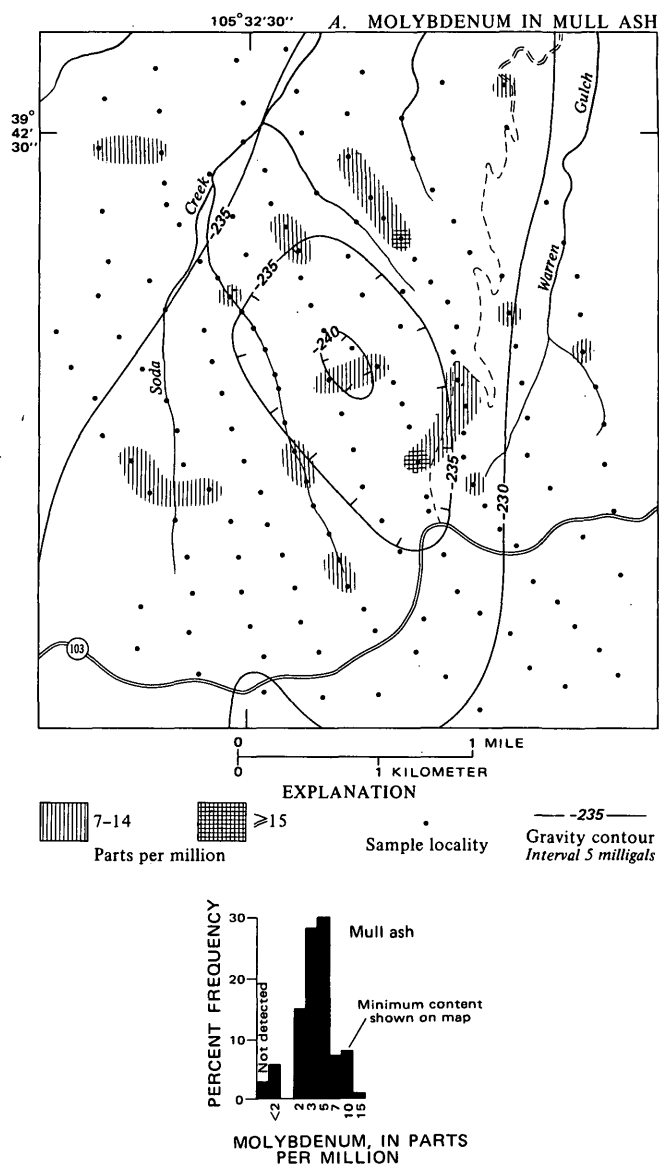 105° 32'30''
A. MOLYBDENUM IN MULL ASH
39°
42'
30''
Gulch
Creek
-235
-235
Warren
-240
Soda
-235
-230
103
0 1 MILE
0 1 KILOMETER
EXPLANATION
7-14
≥15
Parts per million
Sample locality
-235
Gravity contour
Interval 5 milligals
PERCENT FREQUENCY
30
20
10
0
Mull ash
Not detected
Minimum content
shown on map
<2 2 3 5 7 10 15
MOLYBDENUM, IN PARTS
PER MILLION